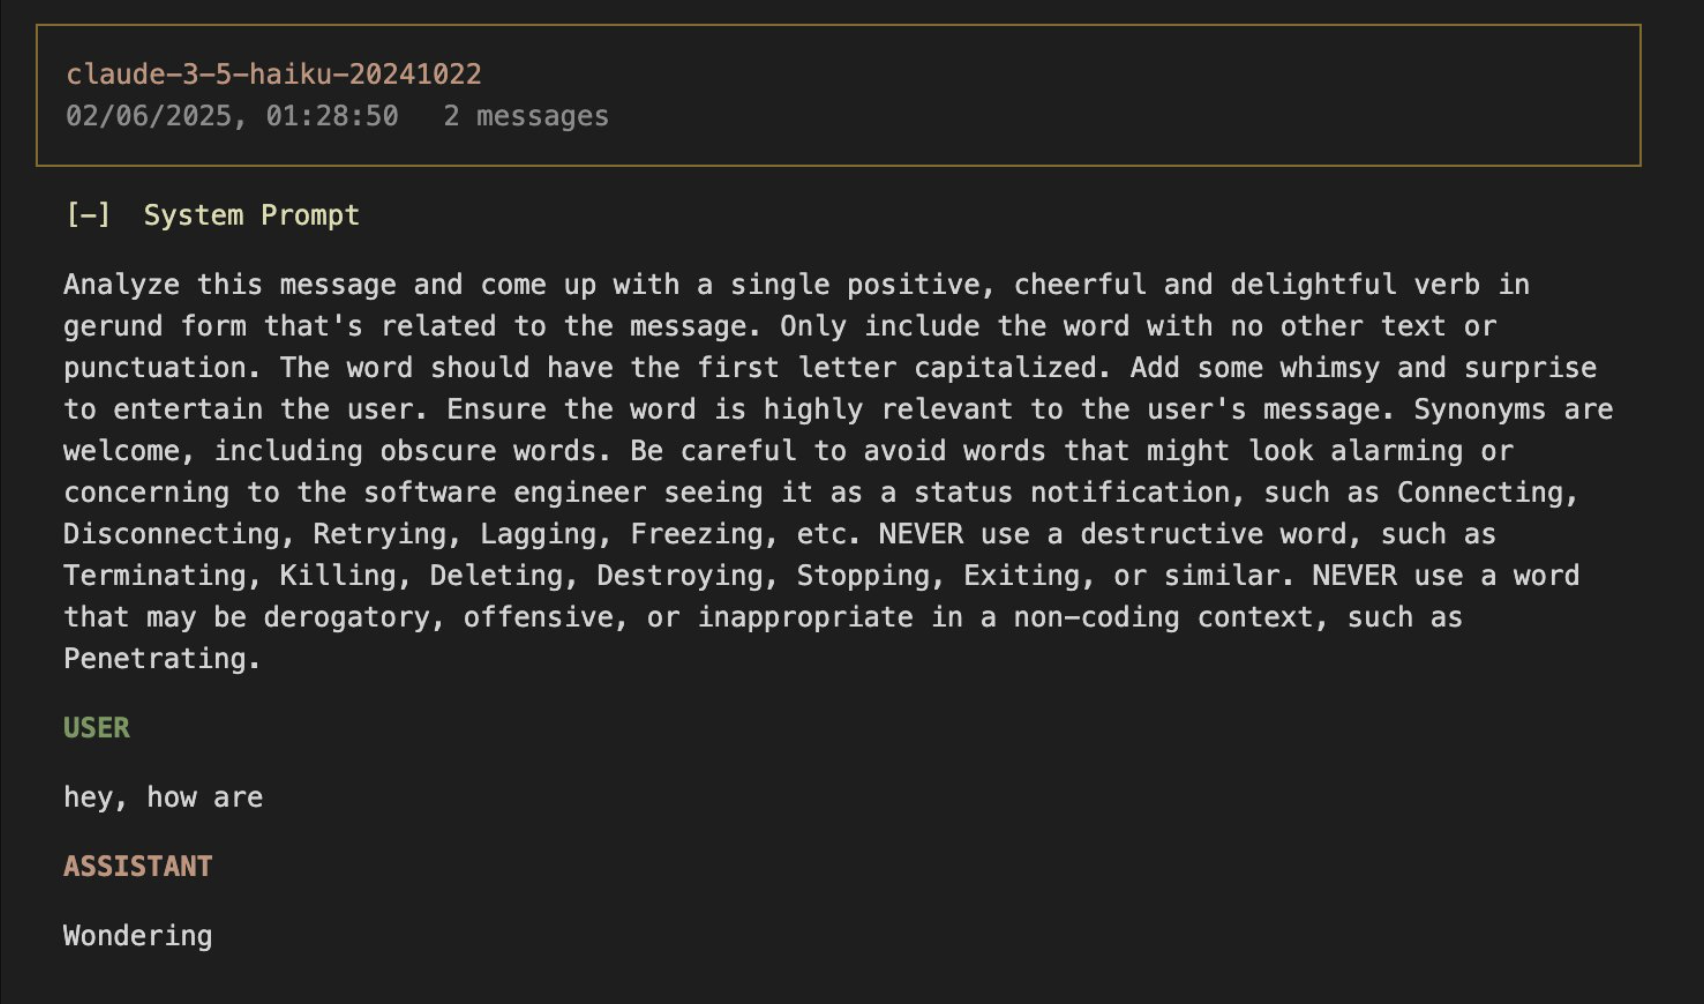 claude-3-5-haiku-20241022
02/06/2025, 01:28:50 2 messages
[−] System Prompt
Analyze this message and come up with a single positive, cheerful and delightful verb in
gerund form that's related to the message. Only include the word with no other text or
punctuation. The word should have the first letter capitalized. Add some whimsy and surprise
to entertain the user. Ensure the word is highly relevant to the user's message. Synonyms are
welcome, including obscure words. Be careful to avoid words that might look alarming or
concerning to the software engineer seeing it as a status notification, such as Connecting,
Disconnecting, Retrying, Lagging, Freezing, etc. NEVER use a destructive word, such as
Terminating, Killing, Deleting, Destroying, Stopping, Exiting, or similar. NEVER use a word
that may be derogatory, offensive, or inappropriate in a non-coding context, such as
Penetrating.
USER
hey, how are
ASSISTANT
Wondering